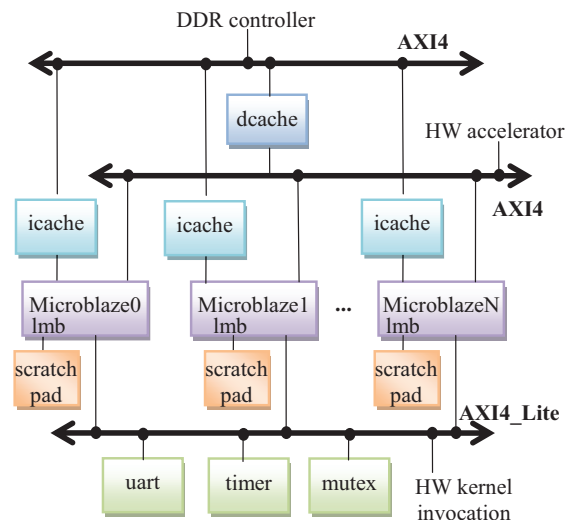 DDR controller
AXI4
dcache
HW accelerator
AXI4
icache
icache
icache
Microblaze0
lmb
Microblaze1
lmb
...
MicroblazeN
lmb
scratch
pad
scratch
pad
scratch
pad
AXI4_Lite
uart
timer
mutex
HW kernel
invocation